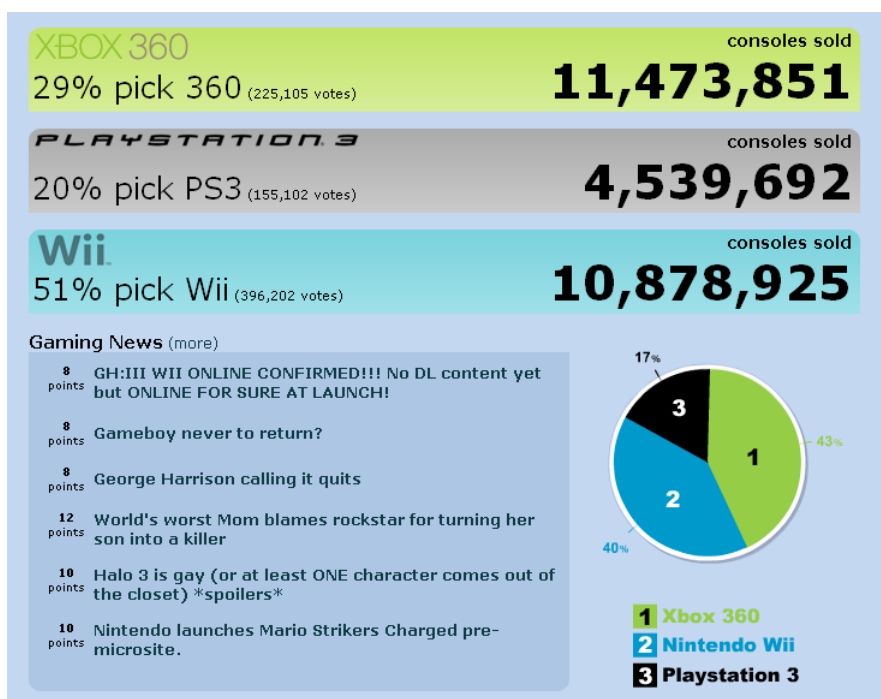 XBOX 360
consoles sold
29% pick 360 (225,105 votes)
11,473,851
PLAYSTATION 3
consoles sold
20% pick PS3 (155,102 votes)
4,539,692
Wii
consoles sold
51% pick Wii (396,202 votes)
10,878,925
Gaming News (more)
8 points
GH:III WII ONLINE CONFIRMED!!! No DL content yet
but ONLINE FOR SURE AT LAUNCH!
8 points
Gameboy never to return?
8 points
George Harrison calling it quits
12 points
World's worst Mom blames rockstar for turning her
son into a killer
10 points
Halo 3 is gay (or at least ONE character comes out of
the closet) *spoilers*
10 points
Nintendo launches Mario Strikers Charged pre-
microsite.
17%
3
1
43%
2
40%
1 Xbox 360
2 Nintendo Wii
3 Playstation 3